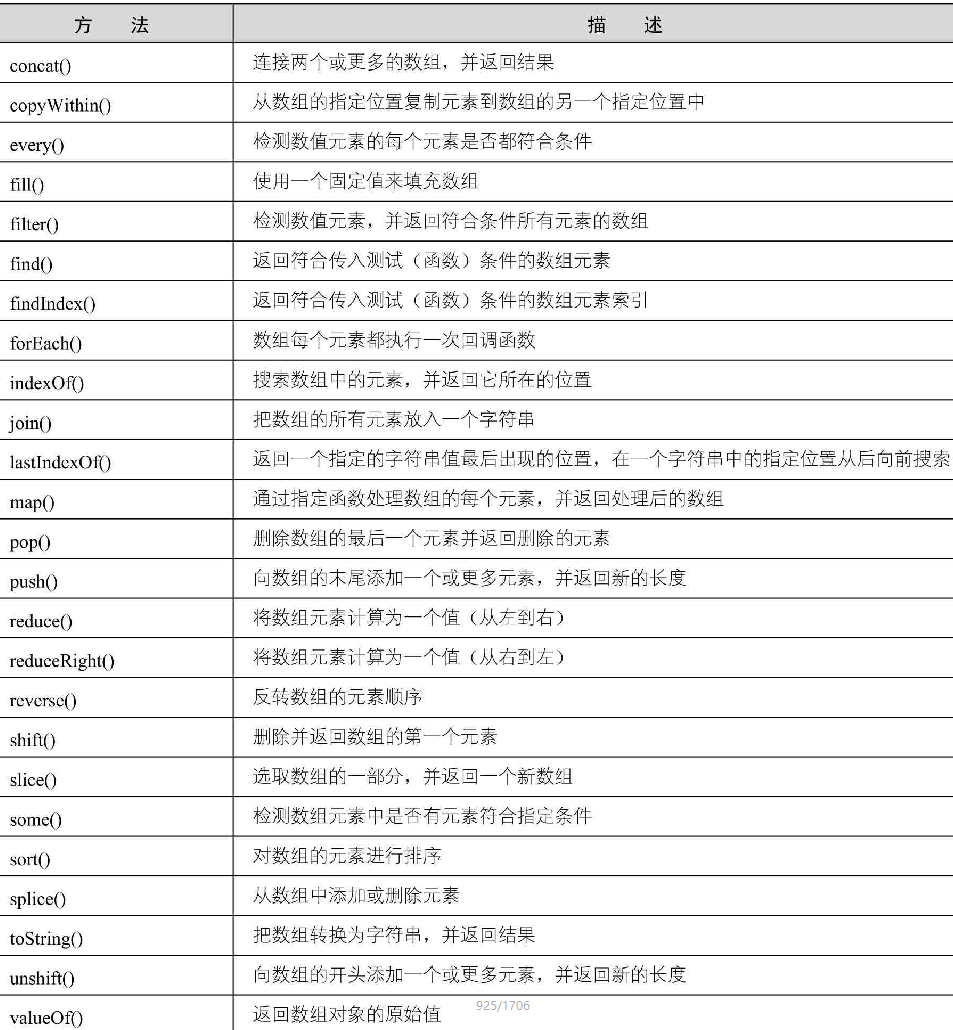 方 法 描 述
concat() 连接两个或更多的数组，并返回结果
copyWithin() 从数组的指定位置复制元素到数组的另一个指定位置中
every() 检测数值元素的每个元素是否都符合条件
fill() 使用一个固定值来填充数组
filter() 检测数值元素，并返回符合条件所有元素的数组
find() 返回符合传入测试（函数）条件的数组元素
findIndex() 返回符合传入测试（函数）条件的数组元素索引
forEach() 数组每个元素都执行一次回调函数
indexOf() 搜索数组中的元素，并返回它所在的位置
join() 把数组的所有元素放入一个字符串
lastIndexOf() 返回一个指定的字符串值最后出现的位置，在一个字符串中的指定位置从后向前搜索
map() 通过指定函数处理数组的每个元素，并返回处理后的数组
pop() 删除数组的最后一个元素并返回删除的元素
push() 向数组的末尾添加一个或更多元素，并返回新的长度
reduce() 将数组元素计算为一个值（从左到右）
reduceRight() 将数组元素计算为一个值（从右到左）
reverse() 反转数组的元素顺序
shift() 删除并返回数组的第一个元素
slice() 选取数组的一部分，并返回一个新数组
some() 检测数组元素中是否有元素符合指定条件
sort() 对数组的元素进行排序
splice() 从数组中添加或删除元素
toString() 把数组转换为字符串，并返回结果
unshift() 向数组的开头添加一个或更多元素，并返回新的长度
925/1706
valueOf() 返回数组对象的原始值